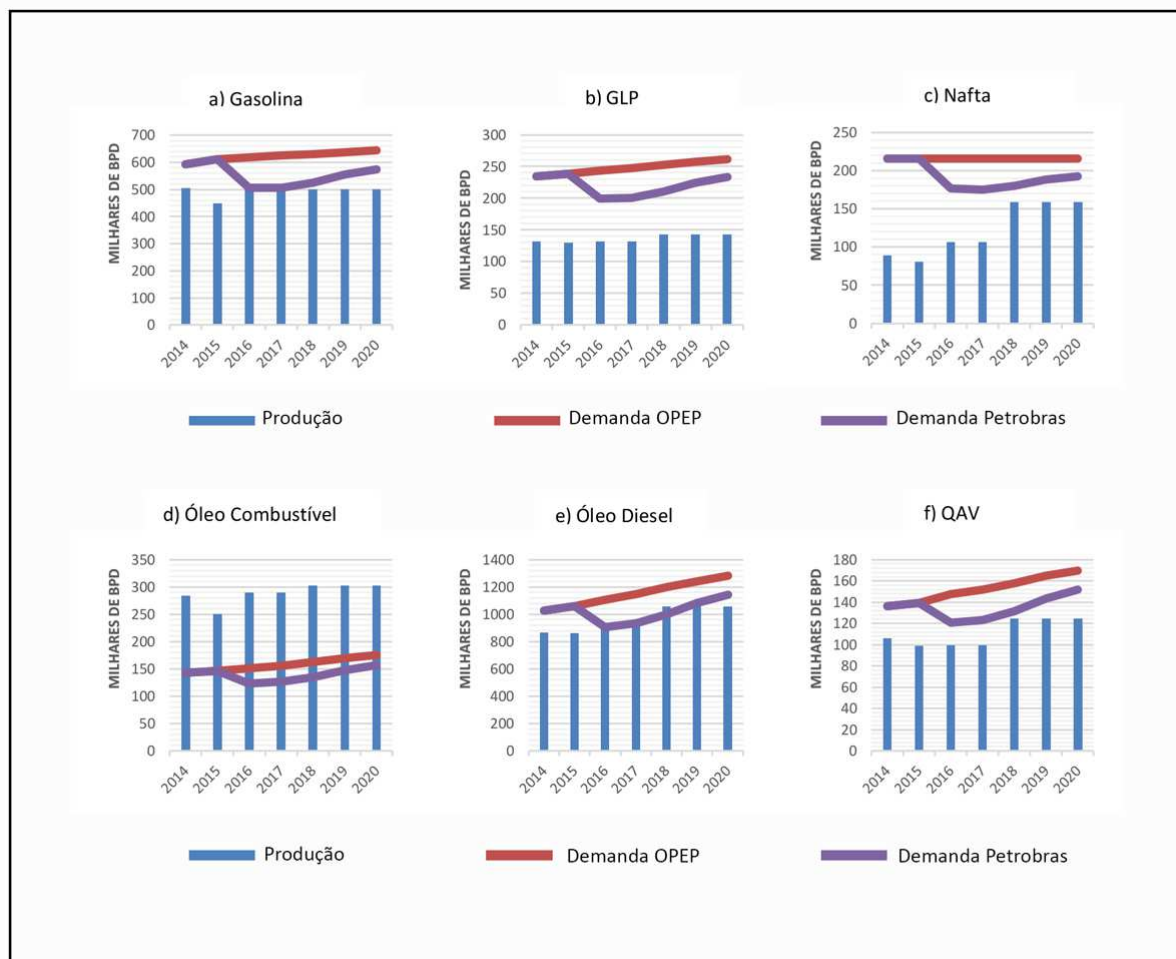 a) Gasolina
b) GLP
c) Nafta
MILHARES DE BPD
700
600
500
400
300
200
100
0
2014 2015 2016 2017 2018 2019 2020
MILHARES DE BPD
300
250
200
150
100
50
0
2014 2015 2016 2017 2018 2019 2020
MILHARES DE BPD
250
200
150
100
50
0
2014 2015 2016 2017 2018 2019 2020
Produção Demanda OPEP Demanda Petrobras
d) Óleo Combustível
e) Óleo Diesel
f) QAV
MILHARES DE BPD
350
300
250
200
150
100
50
0
2014 2015 2016 2017 2018 2019 2020
MILHARES DE BPD
1400
1200
1000
800
600
400
200
0
2014 2015 2016 2017 2018 2019 2020
MILHARES DE BPD
180
160
140
120
100
80
60
40
20
0
2014 2015 2016 2017 2018 2019 2020
Produção Demanda OPEP Demanda Petrobras